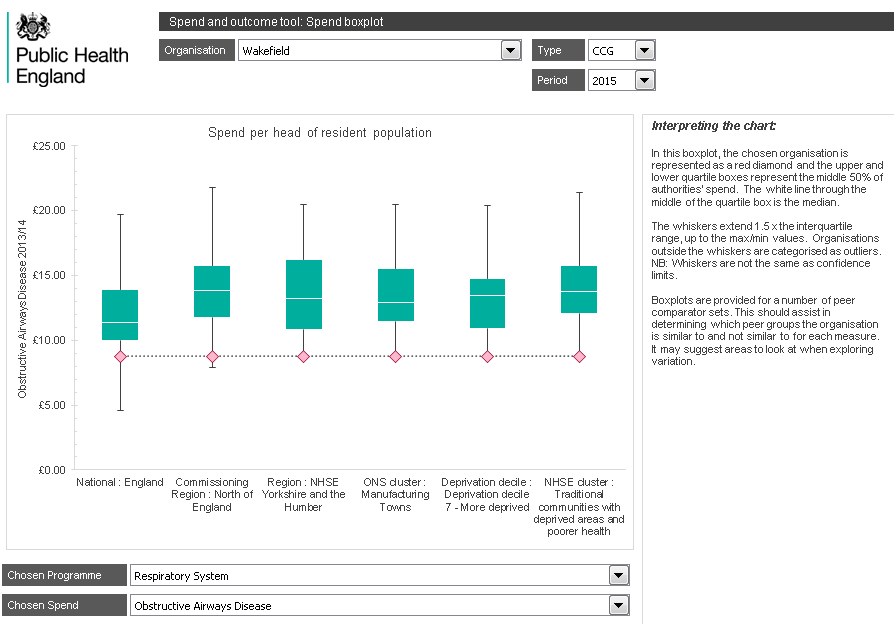 Public Health
England
Spend and outcome tool: Spend boxplot
Organisation Wakefield Type CCG
Period 2015
Spend per head of resident population
£25.00
£20.00
£15.00
£10.00
£5.00
£0.00
Obstructive Airways Disease 2013/14
National : England
Commissioning
Region : North of
England
Region : NHSE
Yorkshire and the
Humber
ONS cluster :
Manufacturing
Towns
Deprivation decile :
Deprivation decile
7 - More deprived
NHSE cluster :
Traditional
communities with
deprived areas and
poorer health
Interpreting the chart:
In this boxplot, the chosen organisation is
represented as a red diamond and the upper and
lower quartile boxes represent the middle 50% of
authorities' spend. The white line through the
middle of the quartile box is the median.
The whiskers extend 1.5 x the interquartile
range, up to the max/min values. Organisations
outside the whiskers are categorised as outliers.
NB: Whiskers are not the same as confidence
limits.
Boxplots are provided for a number of peer
comparator sets. This should assist in
determining which peer groups the organisation
is similar to and not similar to for each measure.
It may suggest areas to look at when exploring
variation.
Chosen Programme Respiratory System
Chosen Spend Obstructive Airways Disease